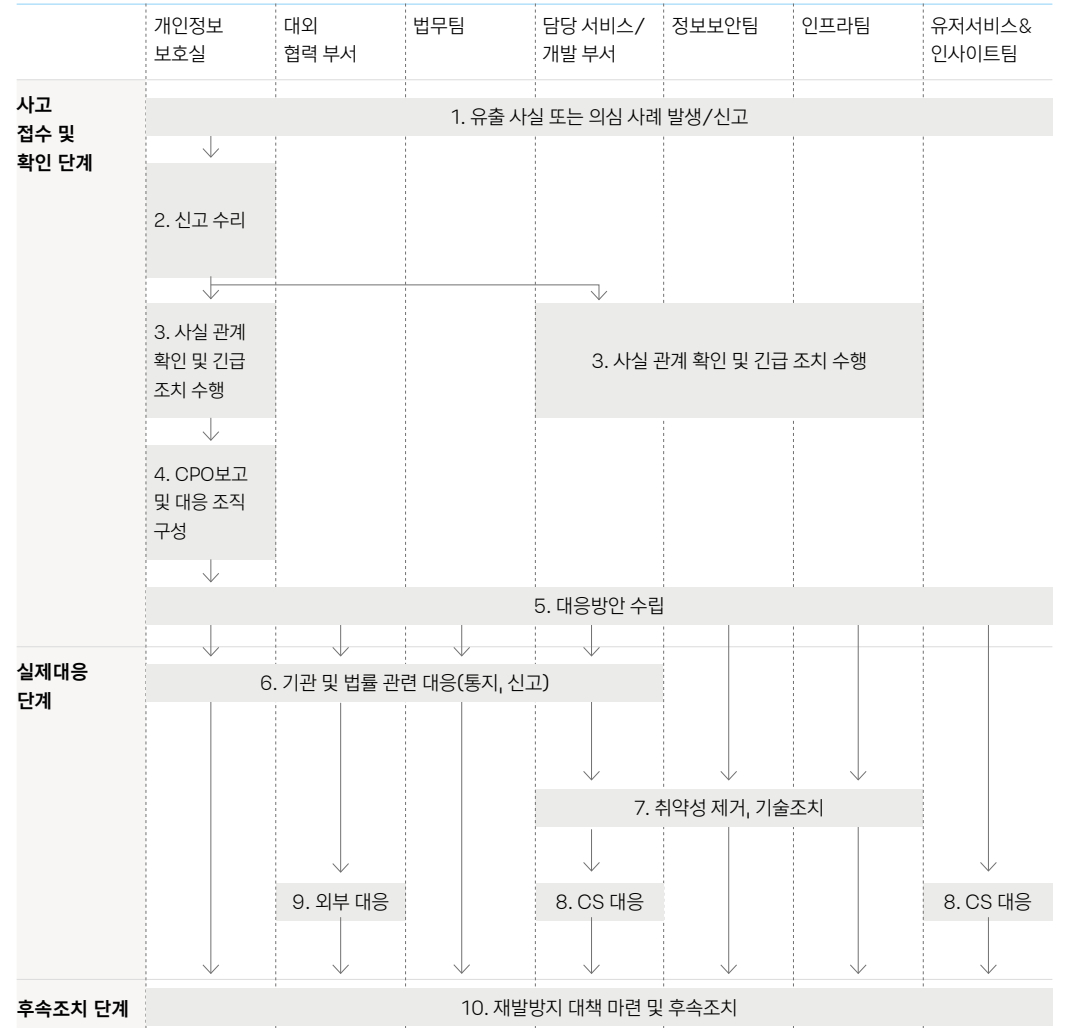 개인정보
보호실
대외
협력 부서
법무팀
담당 서비스/
개발 부서
정보보안팀
인프라팀
유저서비스&
인사이트팀
사고
접수 및
확인 단계
1. 유출 사실 또는 의심 사례 발생/신고
2. 신고 수리
3. 사실 관계
확인 및 긴급
조치 수행
3. 사실 관계 확인 및 긴급 조치 수행
4. CPO보고
및 대응 조직
구성
5. 대응방안 수립
실제대응
단계
6. 기관 및 법률 관련 대응(통지, 신고)
7. 취약성 제거, 기술조치
9. 외부 대응
8. CS 대응
8. CS 대응
후속조치 단계
10. 재발방지 대책 마련 및 후속조치